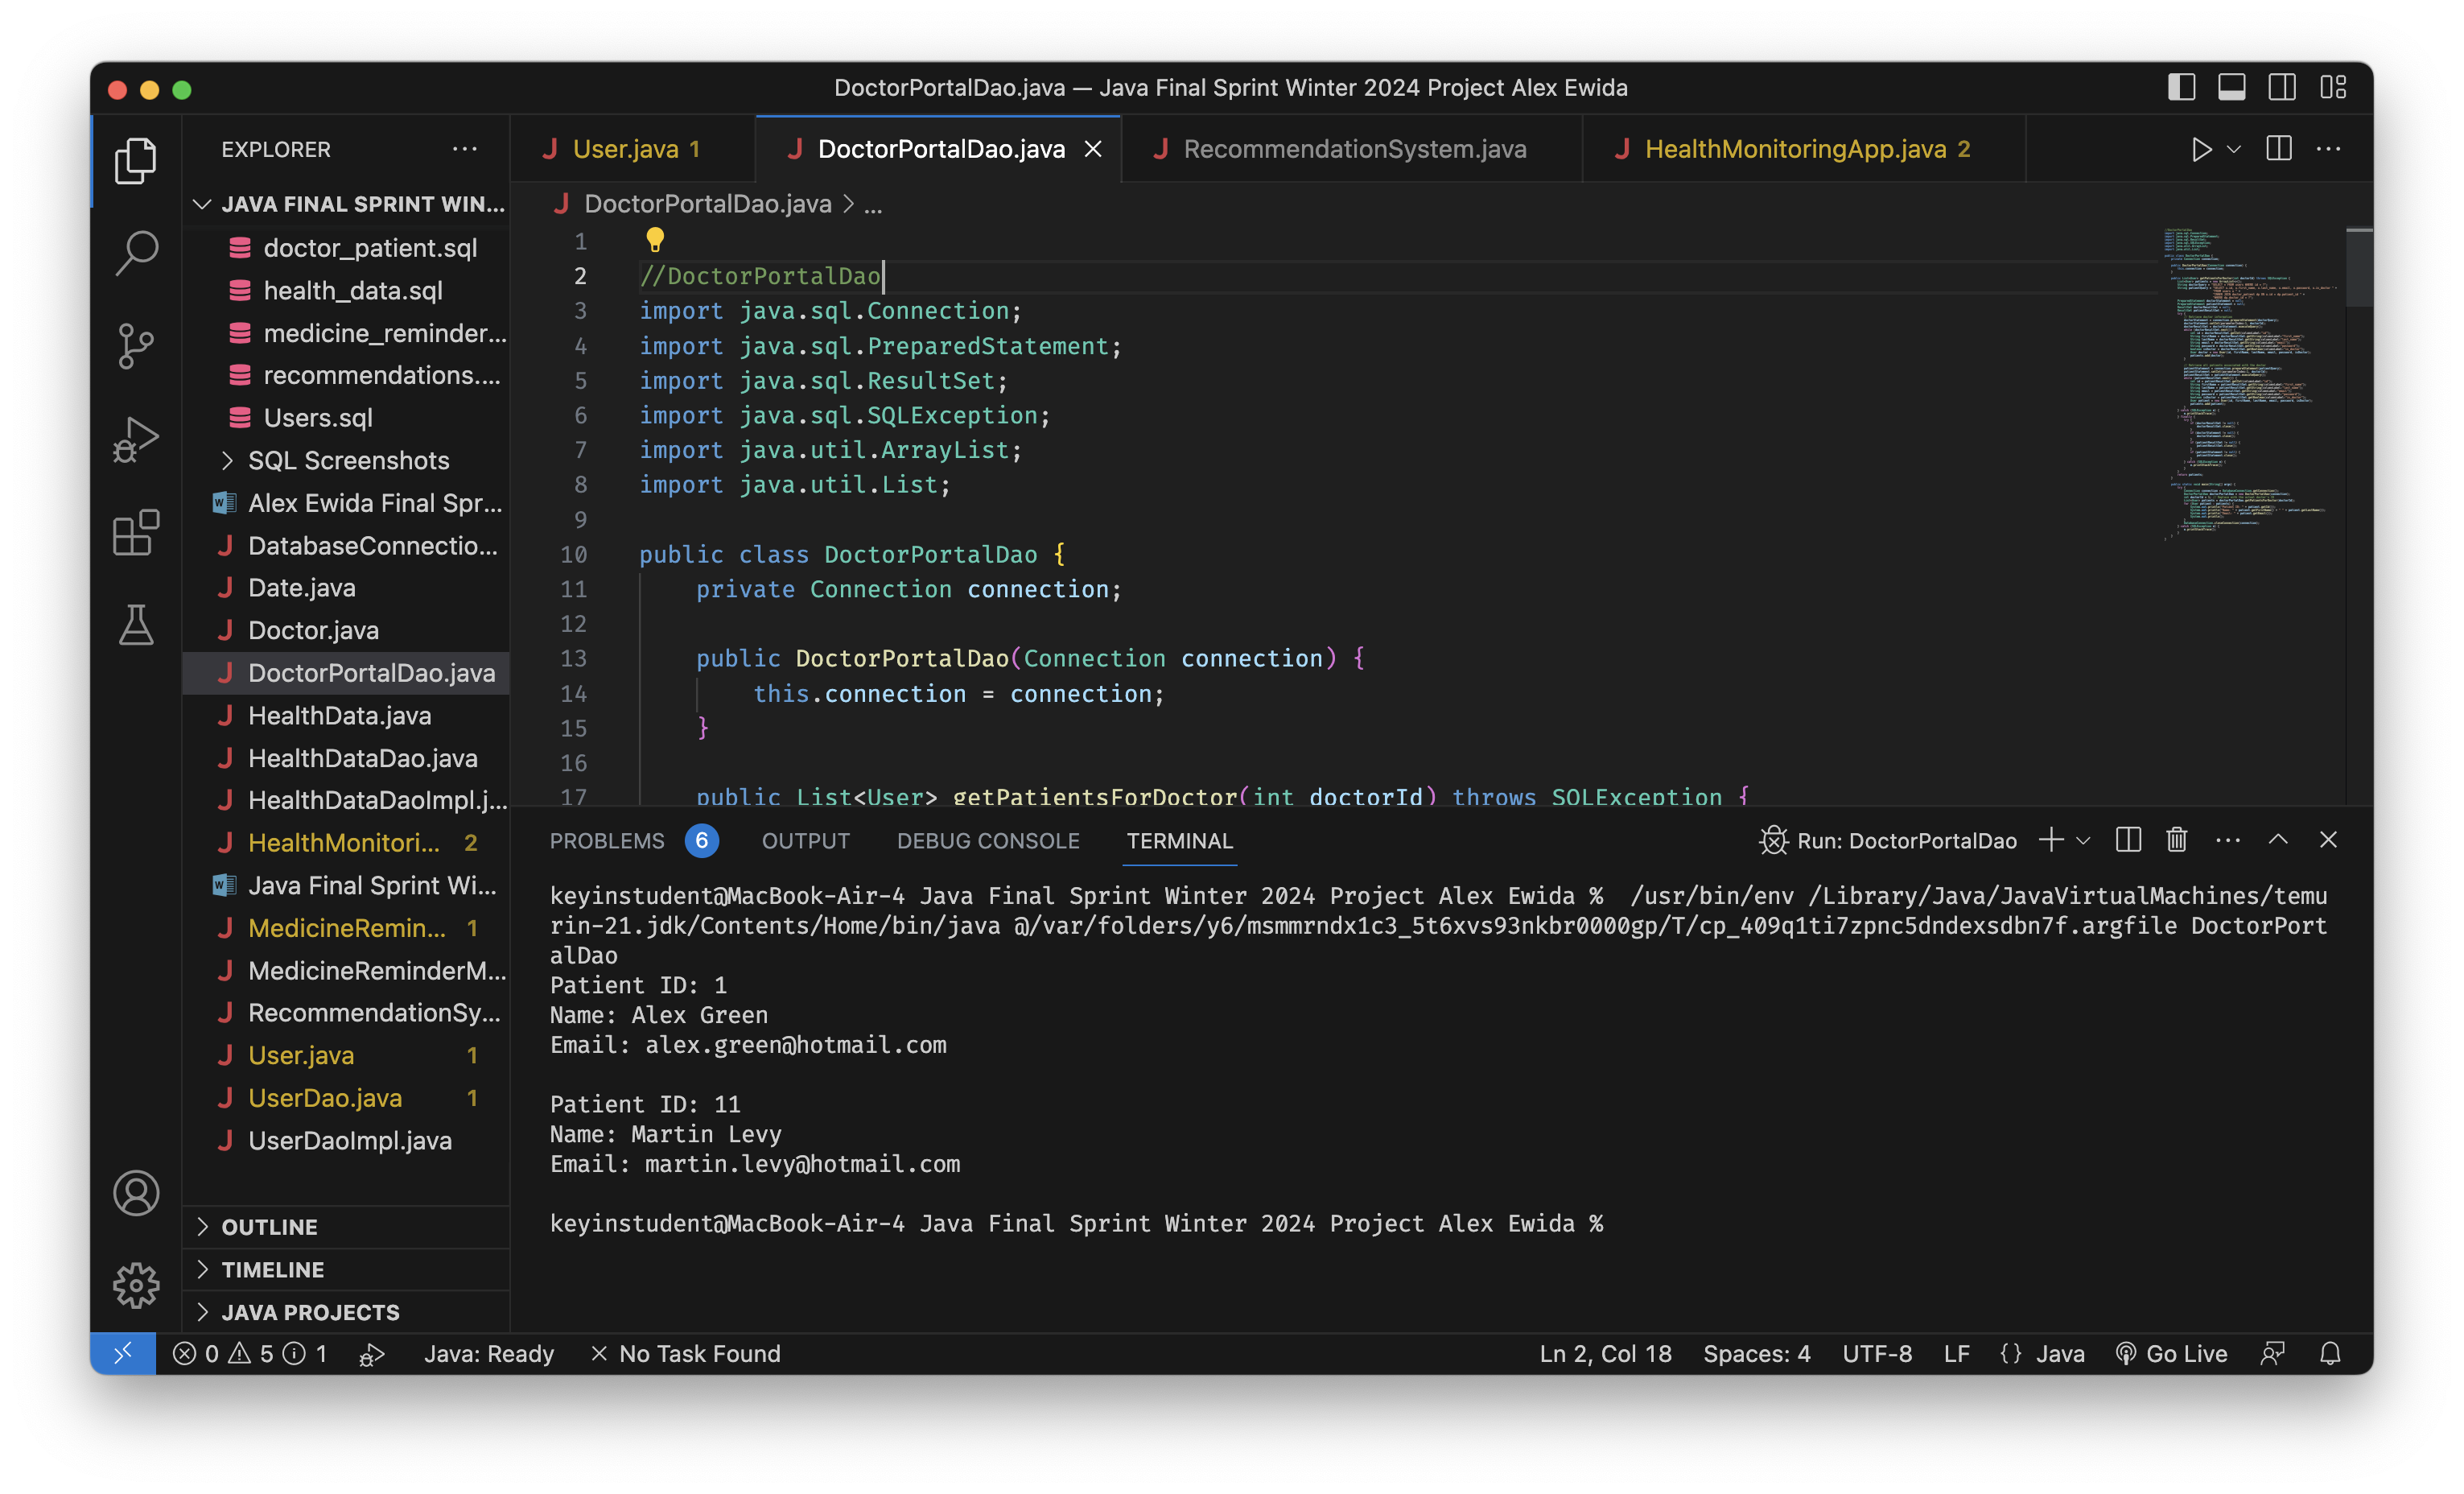 DoctorPortalDao.java — Java Final Sprint Winter 2024 Project Alex Ewida
EXPLORER
JAVA FINAL SPRINT WIN...
doctor_patient.sql
health_data.sql
medicine_reminder...
recommendations....
Users.sql
SQL Screenshots
Alex Ewida Final Spr...
DatabaseConnectio...
Date.java
Doctor.java
DoctorPortalDao.java
HealthData.java
HealthDataDao.java
HealthDataDaoImpl.j...
HealthMonitori... 2
Java Final Sprint Wi...
MedicineRemin... 1
MedicineReminderM...
RecommendationSy...
User.java 1
UserDao.java 1
UserDaoImpl.java
OUTLINE
TIMELINE
JAVA PROJECTS
User.java 1
DoctorPortalDao.java
RecommendationSystem.java
HealthMonitoringApp.java 2
DoctorPortalDao.java > ...
1
2 //DoctorPortalDao
3 import java.sql.Connection;
4 import java.sql.PreparedStatement;
5 import java.sql.ResultSet;
6 import java.sql.SQLException;
7 import java.util.ArrayList;
8 import java.util.List;
9
10 public class DoctorPortalDao {
11 private Connection connection;
12
13 public DoctorPortalDao(Connection connection) {
14 this.connection = connection;
15 }
16
17 public List<User> getPatientsForDoctor(int doctorId) throws SQLException {
PROBLEMS 6 OUTPUT DEBUG CONSOLE TERMINAL
Run: DoctorPortalDao
keyinstudent@MacBook-Air-4 Java Final Sprint Winter 2024 Project Alex Ewida % /usr/bin/env /Library/Java/JavaVirtualMachines/temu
rin-21.jdk/Contents/Home/bin/java @/var/folders/y6/msmmrndx1c3_5t6xvs93nkbr0000gp/T/cp_409q1ti7zpnc5dndexsdbn7f.argfile DoctorPort
alDao
Patient ID: 1
Name: Alex Green
Email: alex.green@hotmail.com
Patient ID: 11
Name: Martin Levy
Email: martin.levy@hotmail.com
keyinstudent@MacBook-Air-4 Java Final Sprint Winter 2024 Project Alex Ewida %
0 5 1 Java: Ready No Task Found
Ln 2, Col 18 Spaces: 4 UTF-8 LF {} Java Go Live